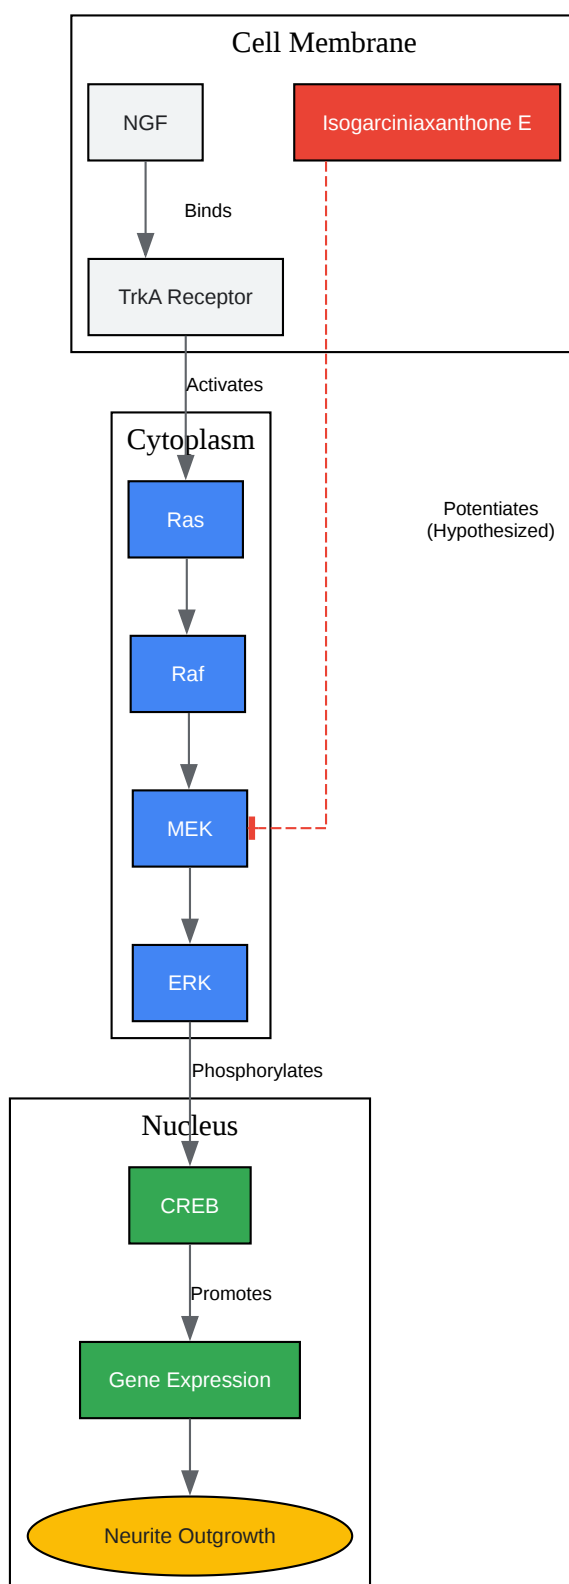 Cell Membrane
NGF
Isogarciniaxanthone E
Binds
TrkA Receptor
Activates
Cytoplasm
Ras
Potentiates
(Hypothesized)
Raf
MEK
ERK
Phosphorylates
Nucleus
CREB
Promotes
Gene Expression
Neurite Outgrowth